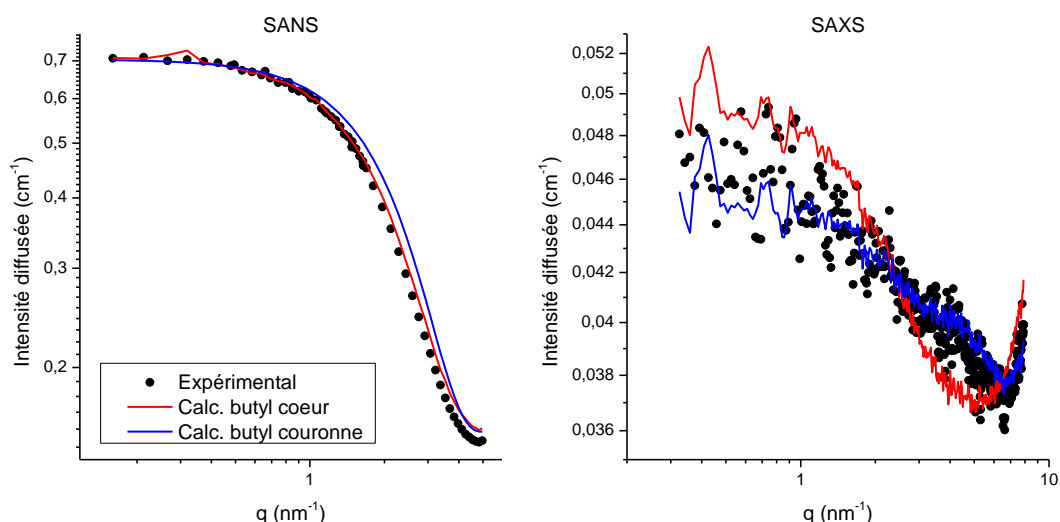 SANS
Intensité diffusée (cm-1)
0,7
0,6
0,5
0,4
0,3
0,2
Expérimental
Calc. butyl coeur
Calc. butyl couronne
1
q (nm-1)
SAXS
Intensité diffusée (cm-1)
0,052
0,05
0,048
0,046
0,044
0,042
0,04
0,038
0,036
1
10
q (nm-1)